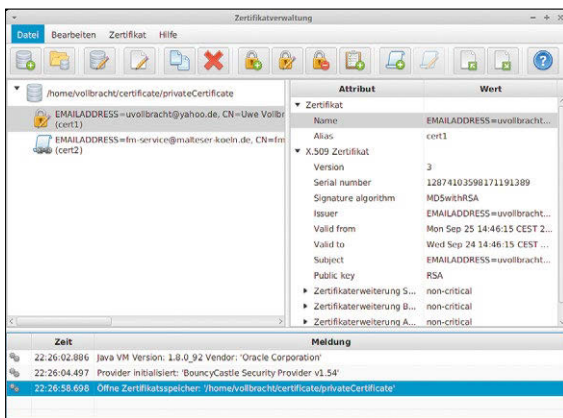 Zertifikatverwaltung
Datei Bearbeiten Zertifikat Hilfe
/home/vollbracht/certificate/privateCertificate
EMAILADDRESS=uvollbracht@yahoo.de, CN=Uwe Vollbr
(cert1)
EMAILADDRESS=fm-service@malteser-koeln.de, CN=fm
(cert2)
Attribut Wert
Zertifikat
Name EMAILADDRESS=uvollbracht...
Alias cert1
X.509 Zertifikat
Version 3
Serial number 12874103598171191389
Signature algorithm MD5withRSA
Issuer EMAILADDRESS=uvollbracht...
Valid from Mon Sep 25 14:46:15 CEST 2...
Valid to Wed Sep 24 14:46:15 CEST ...
Subject EMAILADDRESS=uvollbracht...
Public key RSA
Zertifikaterweiterung S... non-critical
Zertifikaterweiterung B... non-critical
Zertifikaterweiterung A... non-critical
Zeit Meldung
22:26:02.886 Java VM Version: 1.8.0_92 Vendor: 'Oracle Corporation'
22:26:04.497 Provider initialisiert: 'BouncyCastle Security Provider v1.54'
22:26:58.698 Öffne Zertifikatsspeicher: '/home/vollbracht/certificate/privateCertificate'